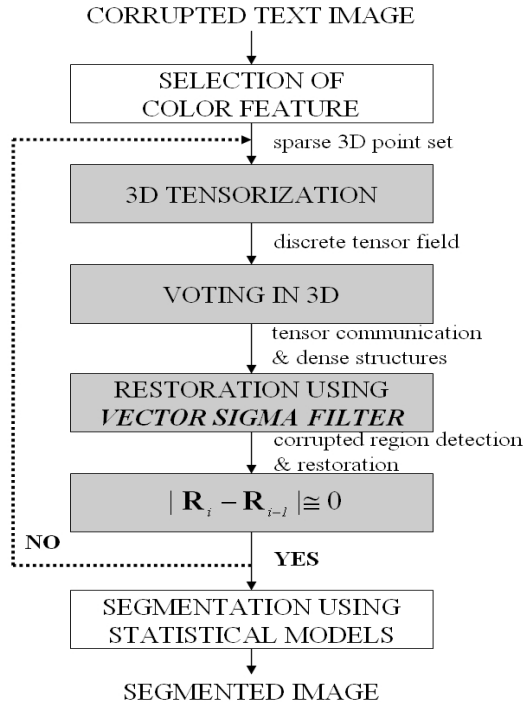 CORRUPTED TEXT IMAGE
SELECTION OF
COLOR FEATURE
sparse 3D point set
3D TENSORIZATION
discrete tensor field
VOTING IN 3D
tensor communication
& dense structures
RESTORATION USING
VECTOR SIGMA FILTER
corrupted region detection
& restoration
| R_i − R_{i-1} | ≅ 0
NO
YES
SEGMENTATION USING
STATISTICAL MODELS
SEGMENTED IMAGE